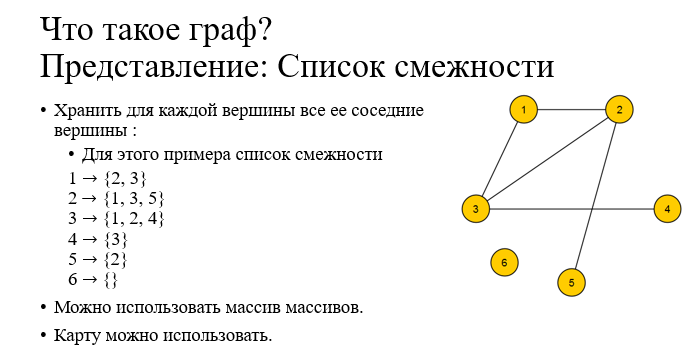 Что такое граф?
Представление: Список смежности
• Хранить для каждой вершины все ее соседние
вершины :
• Для этого примера список смежности
1 → {2, 3}
2 → {1, 3, 5}
3 → {1, 2, 4}
4 → {3}
5 → {2}
6 → {}
• Можно использовать массив массивов.
• Карту можно использовать.
1
2
3
4
6
5